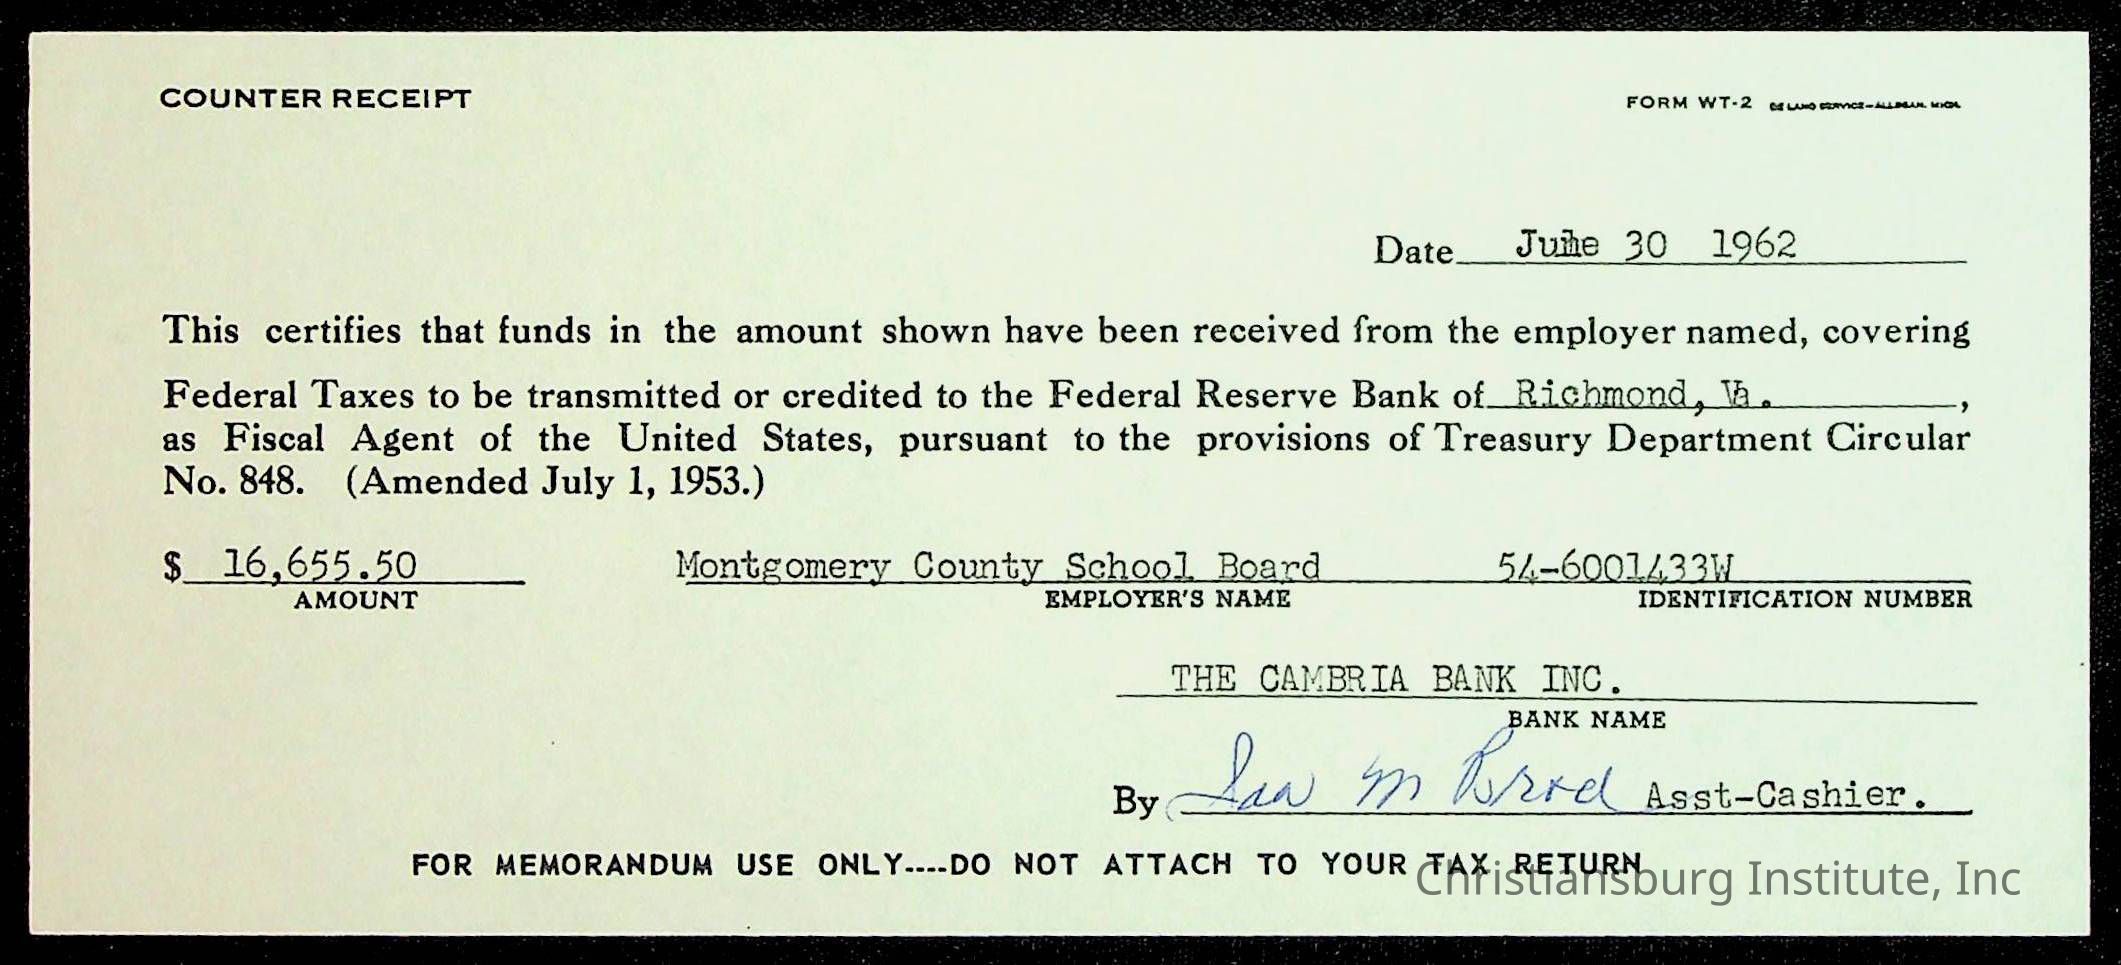 COUNTER RECEIPT
FORM WT-2 DE LANO SERVICE-ALLEGAN, MICH.
Date June 30 1962
This certifies that funds in the amount shown have been received from the employer named, covering
Federal Taxes to be transmitted or credited to the Federal Reserve Bank of Richmond, Va. ,
as Fiscal Agent of the United States, pursuant to the provisions of Treasury Department Circular
No. 848. (Amended July 1, 1953.)
$ 16,655.50 Montgomery County School Board 54-6001433W
AMOUNT EMPLOYER'S NAME IDENTIFICATION NUMBER
THE CAMBRIA BANK INC.
BANK NAME
By M Asst-Cashier.
FOR MEMORANDUM USE ONLY----DO NOT ATTACH TO YOUR TAX RETURN
Christiansburg Institute, Inc